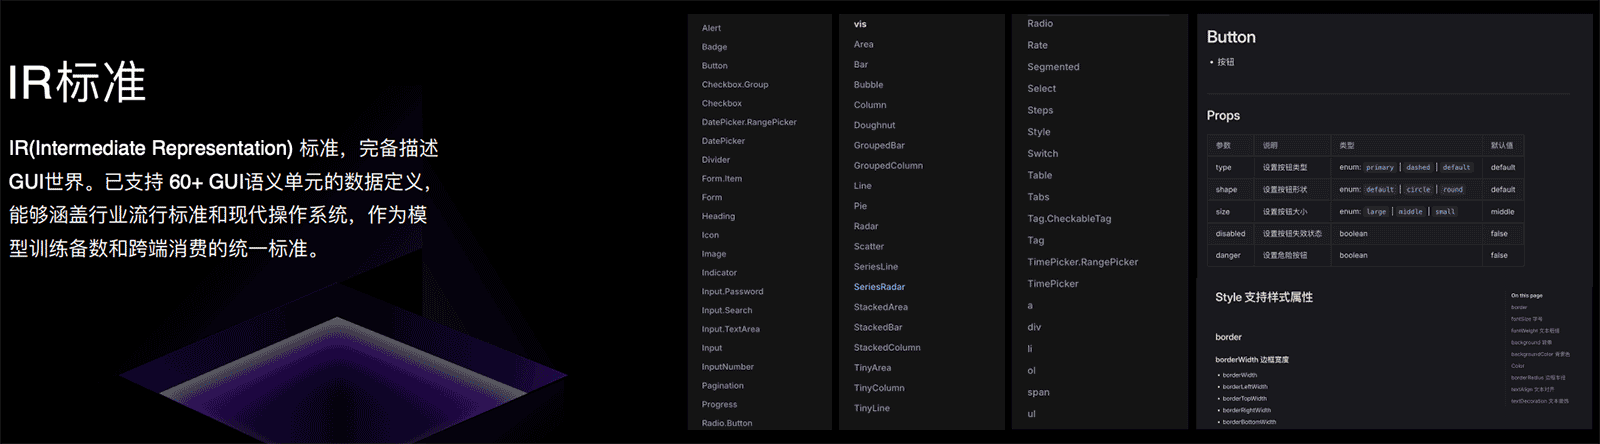 IR标准
IR(Intermediate Representation) 标准，完备描述
GUI世界。已支持 60+ GUI语义单元的数据定义，
能够涵盖行业流行标准和现代操作系统，作为模
型训练备数和跨端消费的统一标准。
Alert
Badge
Button
Checkbox.Group
Checkbox
DatePicker.RangePicker
DatePicker
Divider
Form.Item
Form
Heading
Icon
Image
Indicator
Input.Password
Input.Search
Input.TextArea
Input
InputNumber
Pagination
Progress
Radio.Button
vis
Area
Bar
Bubble
Column
Doughnut
GroupedBar
GroupedColumn
Line
Pie
Radar
Scatter
SeriesLine
SeriesRadar
StackedArea
StackedBar
StackedColumn
TinyArea
TinyColumn
TinyLine
Radio
Rate
Segmented
Select
Steps
Style
Switch
Table
Tabs
Tag.CheckableTag
Tag
TimePicker.RangePicker
TimePicker
a
div
li
ol
span
ul
Button
• 按钮
Props
参数 说明 类型 默认值
type 设置按钮类型 enum: primary | dashed | default default
shape 设置按钮形状 enum: default | circle | round default
size 设置按钮大小 enum: large | middle | small middle
disabled 设置按钮失效状态 boolean false
danger 设置危险按钮 boolean false
Style 支持样式属性
border
borderWidth 边框宽度
• borderWidth
• borderLeftWidth
• borderTopWidth
• borderRightWidth
• borderBottomWidth
On this page
border
fontSize 字号
fontWeight 文本粗细
background 背景
backgroundColor 背景色
Color
borderRadius 边框半径
textAlign 文本对齐
textDecoration 文本修饰